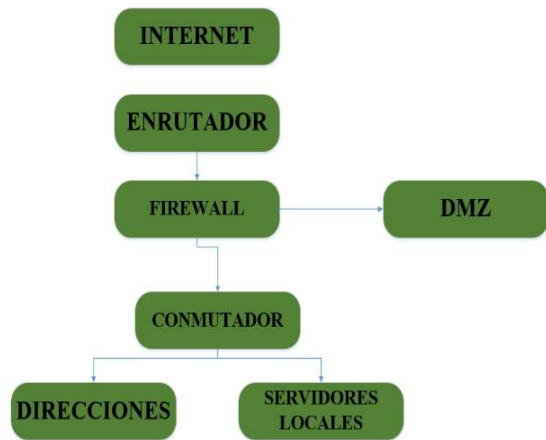 INTERNET
ENRUTADOR
FIREWALL
DMZ
CONMUTADOR
DIRECCIONES
SERVIDORES
LOCALES